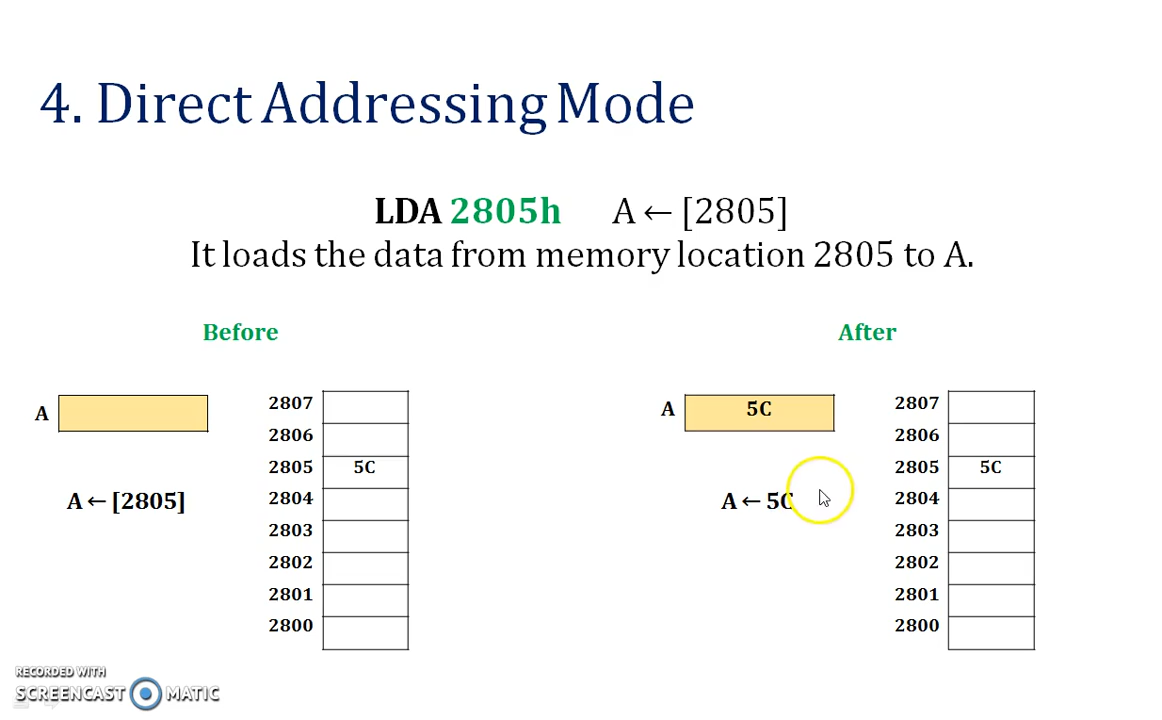 4. Direct Addressing Mode
LDA 2805h A ← [2805]
It loads the data from memory location 2805 to A.
Before
After
A
2807
2806
2805 5C
2804
2803
2802
2801
2800
A ← [2805]
A 5C
2807
2806
2805 5C
2804
2803
2802
2801
2800
A ← 5C
RECORDED WITH
SCREENCAST MATIC